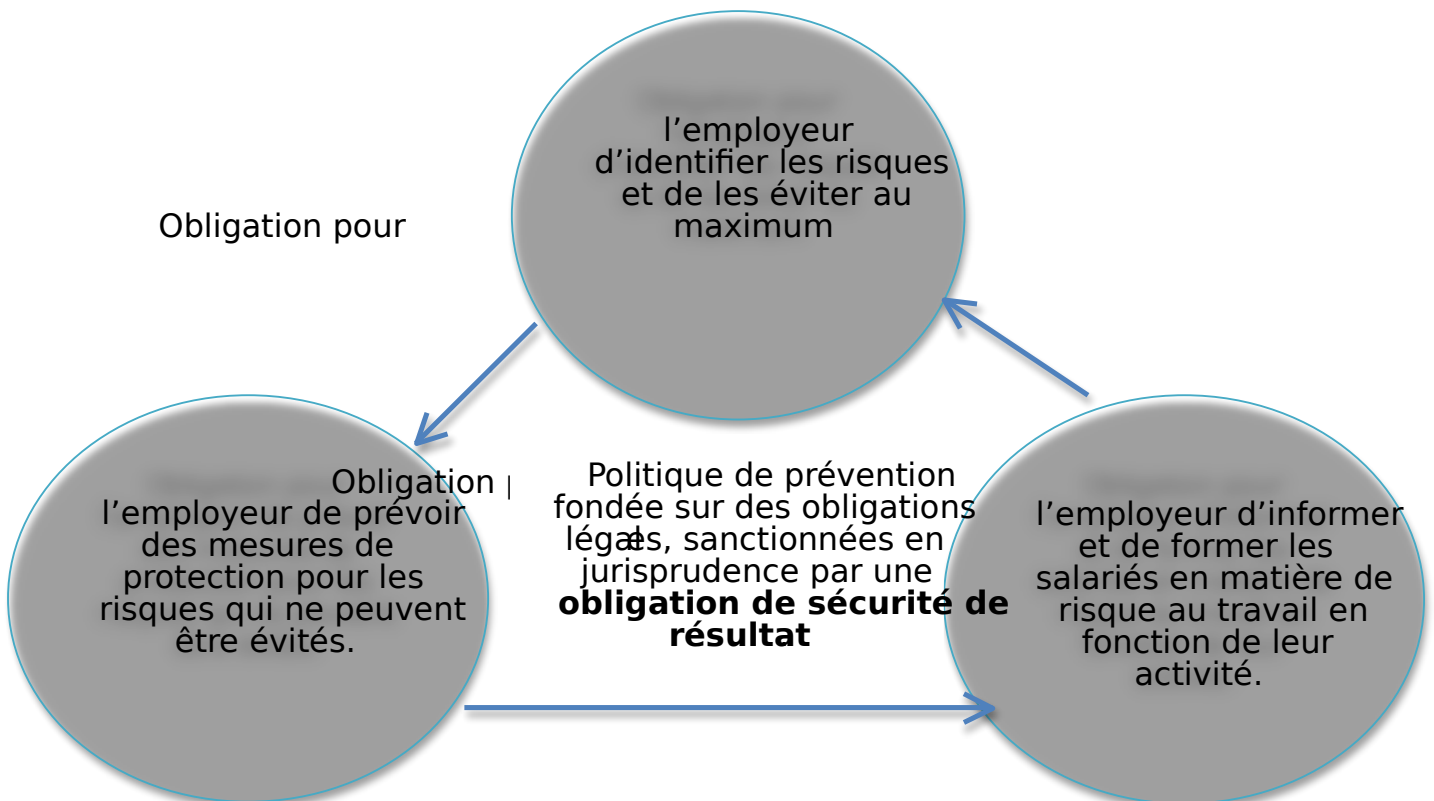 l’employeur
d’identifier les risques
et de les éviter au
maximum
Obligation pour
Obligation
l’employeur de prévoir
des mesures de
protection pour les
risques qui ne peuvent
être évités.
Politique de prévention
fondée sur des obligations
légales, sanctionnées en
jurisprudence par une
obligation de sécurité de
résultat
l’employeur d’informer
et de former les
salariés en matière de
risque au travail en
fonction de leur
activité.